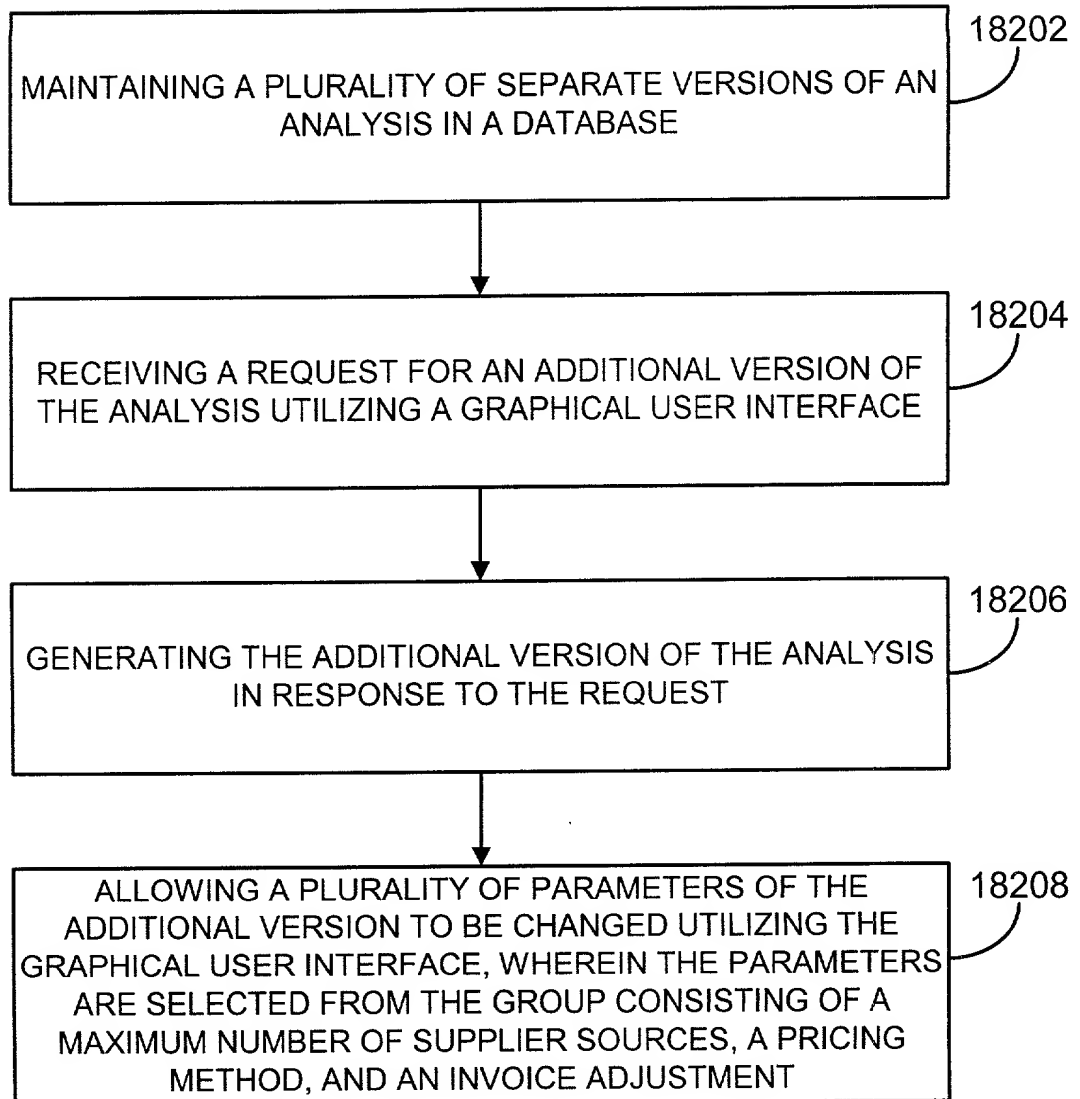 18202
MAINTAINING A PLURALITY OF SEPARATE VERSIONS OF AN
ANALYSIS IN A DATABASE
18204
RECEIVING A REQUEST FOR AN ADDITIONAL VERSION OF
THE ANALYSIS UTILIZING A GRAPHICAL USER INTERFACE
18206
GENERATING THE ADDITIONAL VERSION OF THE ANALYSIS
IN RESPONSE TO THE REQUEST
18208
ALLOWING A PLURALITY OF PARAMETERS OF THE
ADDITIONAL VERSION TO BE CHANGED UTILIZING THE
GRAPHICAL USER INTERFACE, WHEREIN THE PARAMETERS
ARE SELECTED FROM THE GROUP CONSISTING OF A
MAXIMUM NUMBER OF SUPPLIER SOURCES, A PRICING
METHOD, AND AN INVOICE ADJUSTMENT